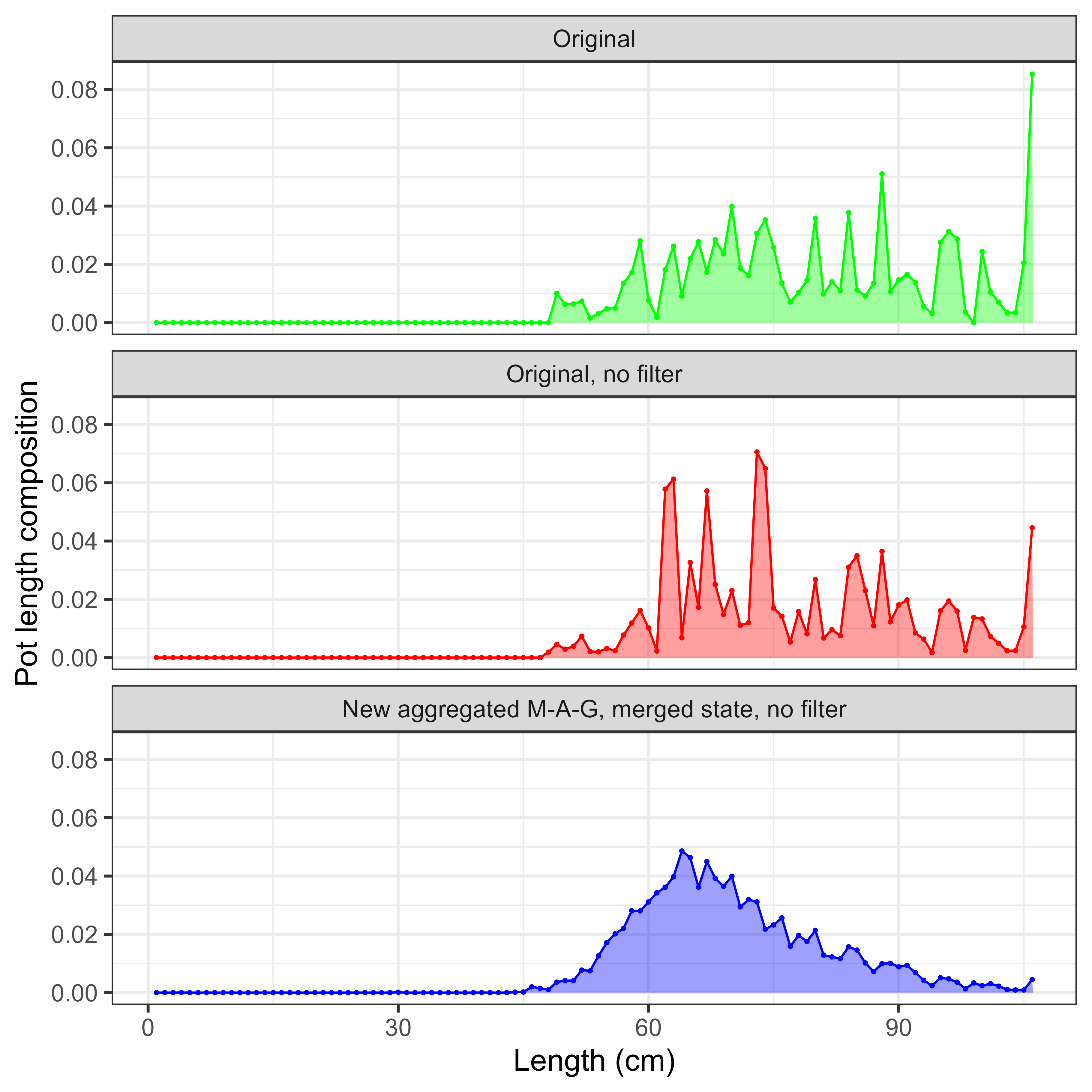 Original
0.08
0.06
0.04
0.02
0.00
Original, no filter
0.08
0.06
0.04
0.02
0.00
New aggregated M-A-G, merged state, no filter
0.08
0.06
0.04
0.02
0.00
0 30 60 90
Length (cm)
Pot length composition